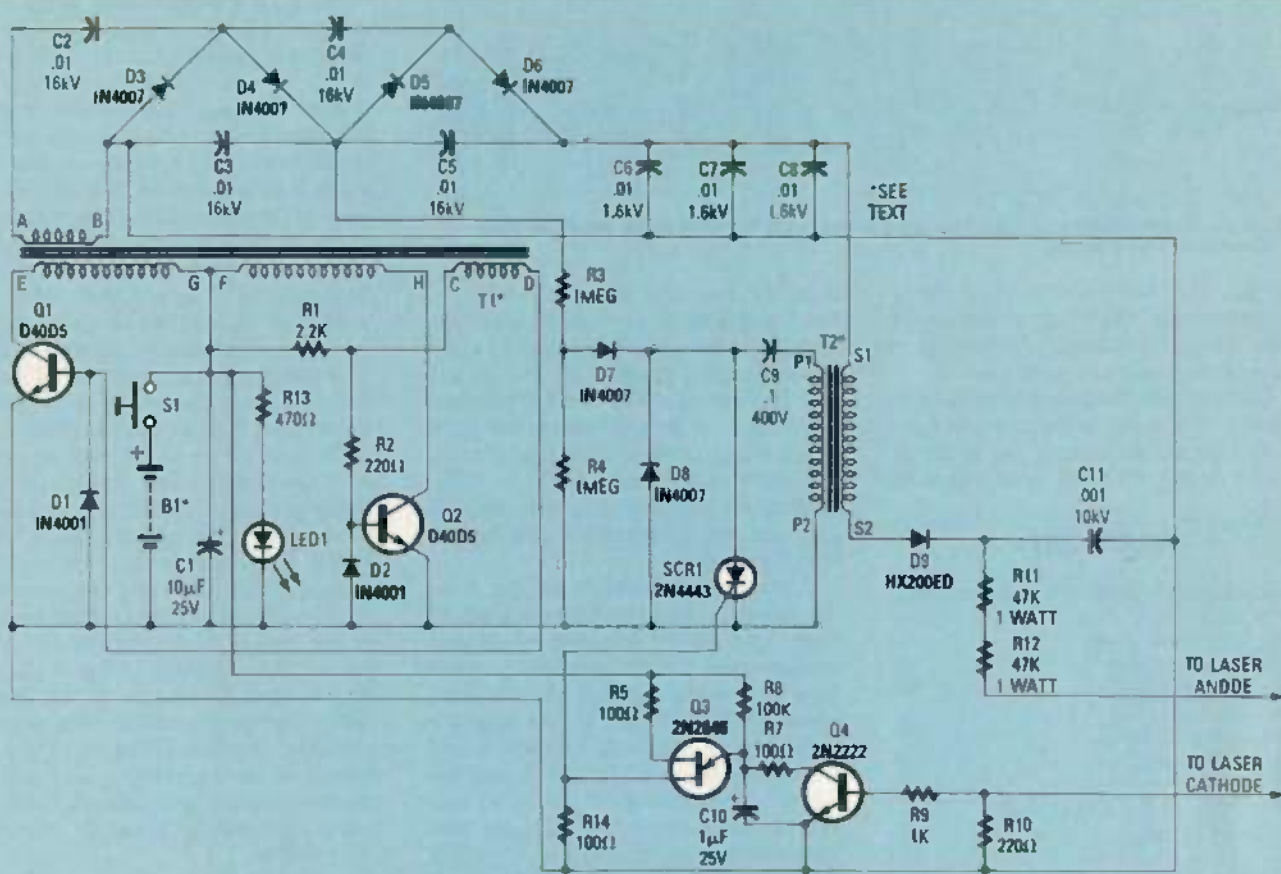 C2
.01
16kV
C4
.01
16kV
D3
IN4007
D4
IN4007
D5
IN4007
D6
IN4007
C3
.01
16kV
C5
.01
16kV
C6
.01
1.6kV
C7
.01
1.6kV
C8
.01
1.6kV
*SEE
TEXT
A
B
E
G
F
H
C
D
T1*
Q1
D40D5
R1
2.2K
R3
1MEG
S1
R13
470Ω
R2
220Ω
D7
IN4007
C9
.1
400V
P1
T2*
S1
+
B1*
D1
IN4001
C1
10µF
25V
+
LED1
D2
IN4001
Q2
D40D5
R4
1MEG
D8
IN4007
SCR1
2N4443
P2
S2
D9
HX200ED
C11
.001
10kV
R11
47K
1 WATT
R12
47K
1 WATT
TO LASER
ANODE
R5
100Ω
Q3
R8
100K
R7
100Ω
Q4
2N2222
TO LASER
CATHODE
R14
100Ω
+
C10
1µF
25V
R9
1K
R10
220Ω